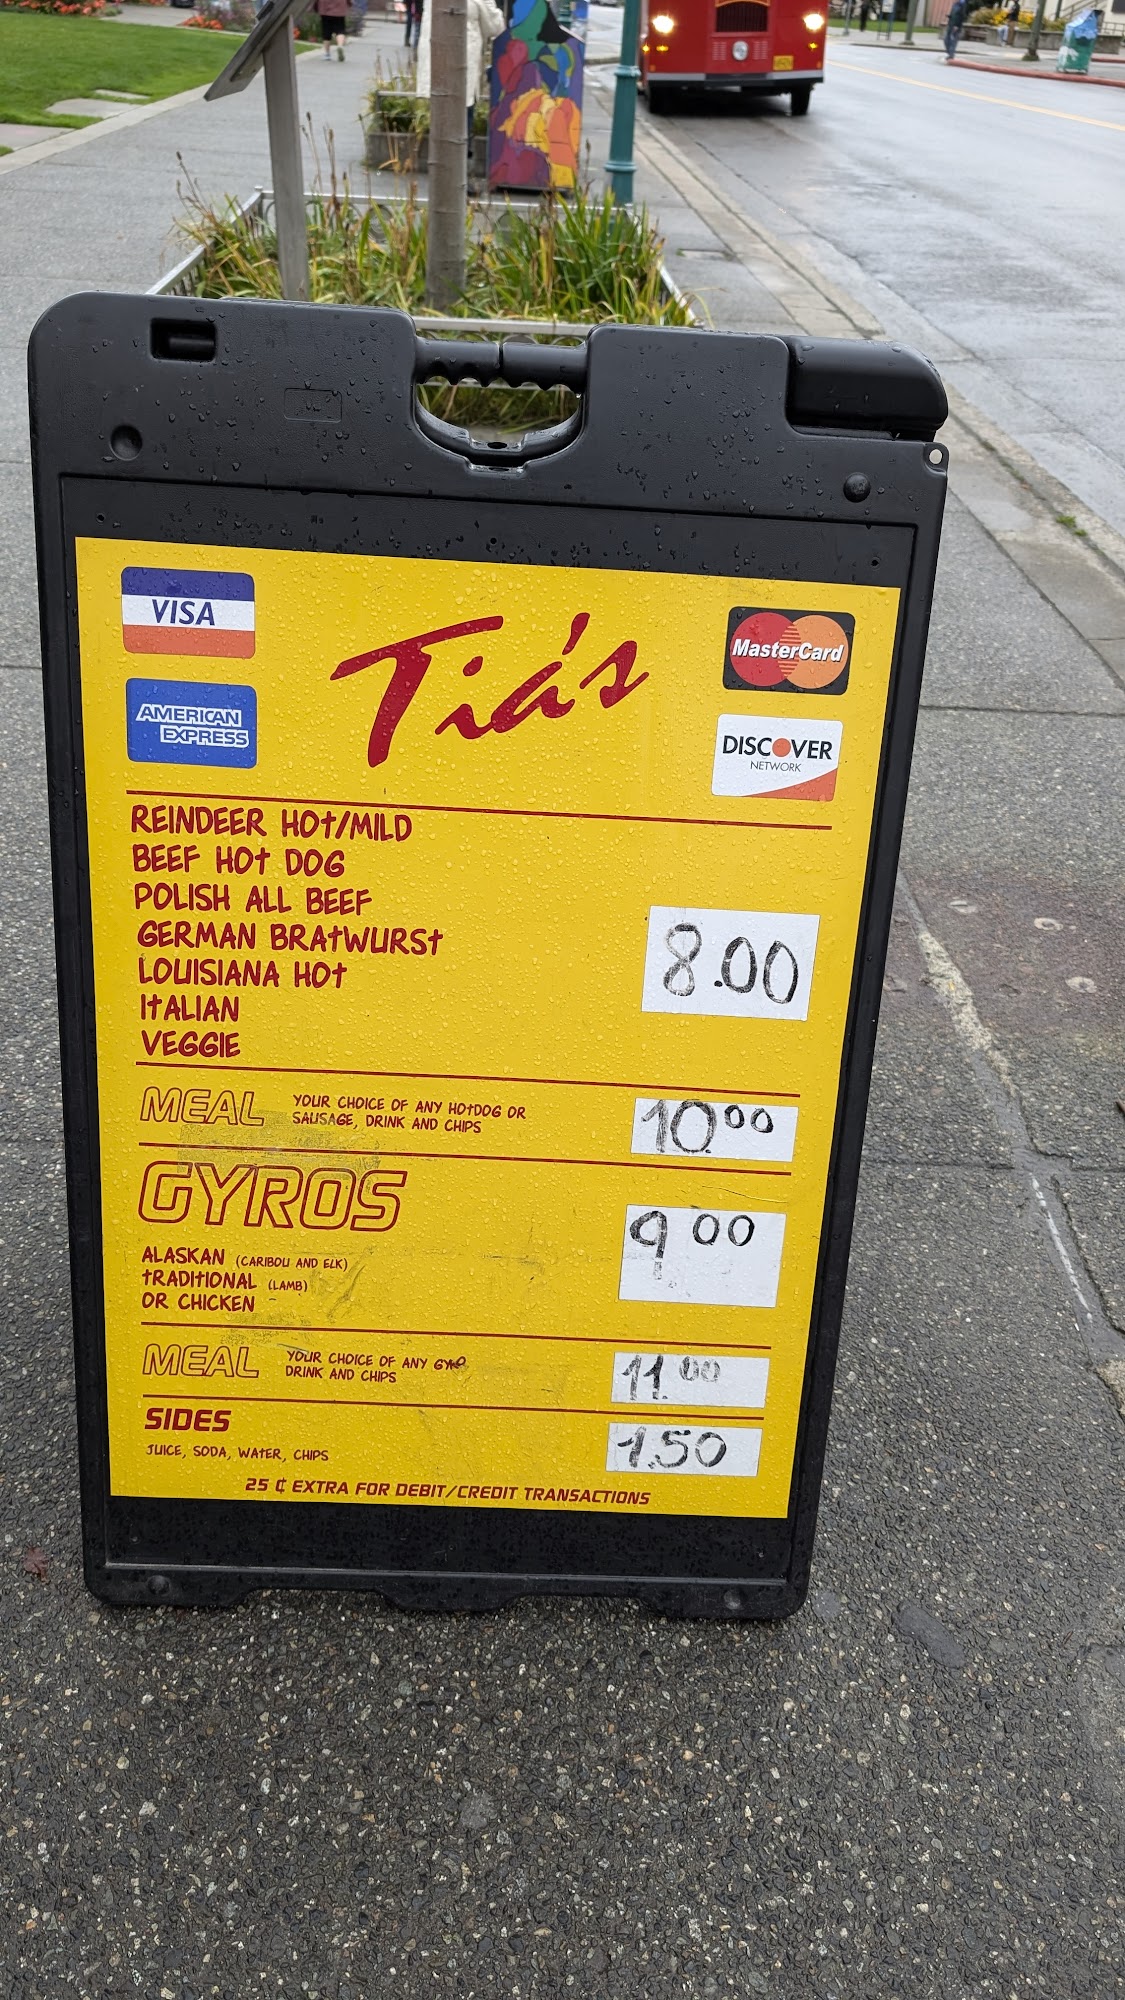 VISA
Tia's
MasterCard
AMERICAN
EXPRESS
DISCOVER
NETWORK
REINDEER HOT/MILD
BEEF HOT DOG
POLISH ALL BEEF
GERMAN BRATWURST
LOUISIANA HOT
ITALIAN
VEGGIE
8.00
MEAL YOUR CHOICE OF ANY HOTDOG OR
SAUSAGE, DRINK AND CHIPS
10.00
GYROS
9.00
ALASKAN (CARIBOU AND ELK)
TRADITIONAL (LAMB)
OR CHICKEN
MEAL YOUR CHOICE OF ANY GYRO
DRINK AND CHIPS
11.00
SIDES
JUICE, SODA, WATER, CHIPS
1.50
25 ¢ EXTRA FOR DEBIT/CREDIT TRANSACTIONS